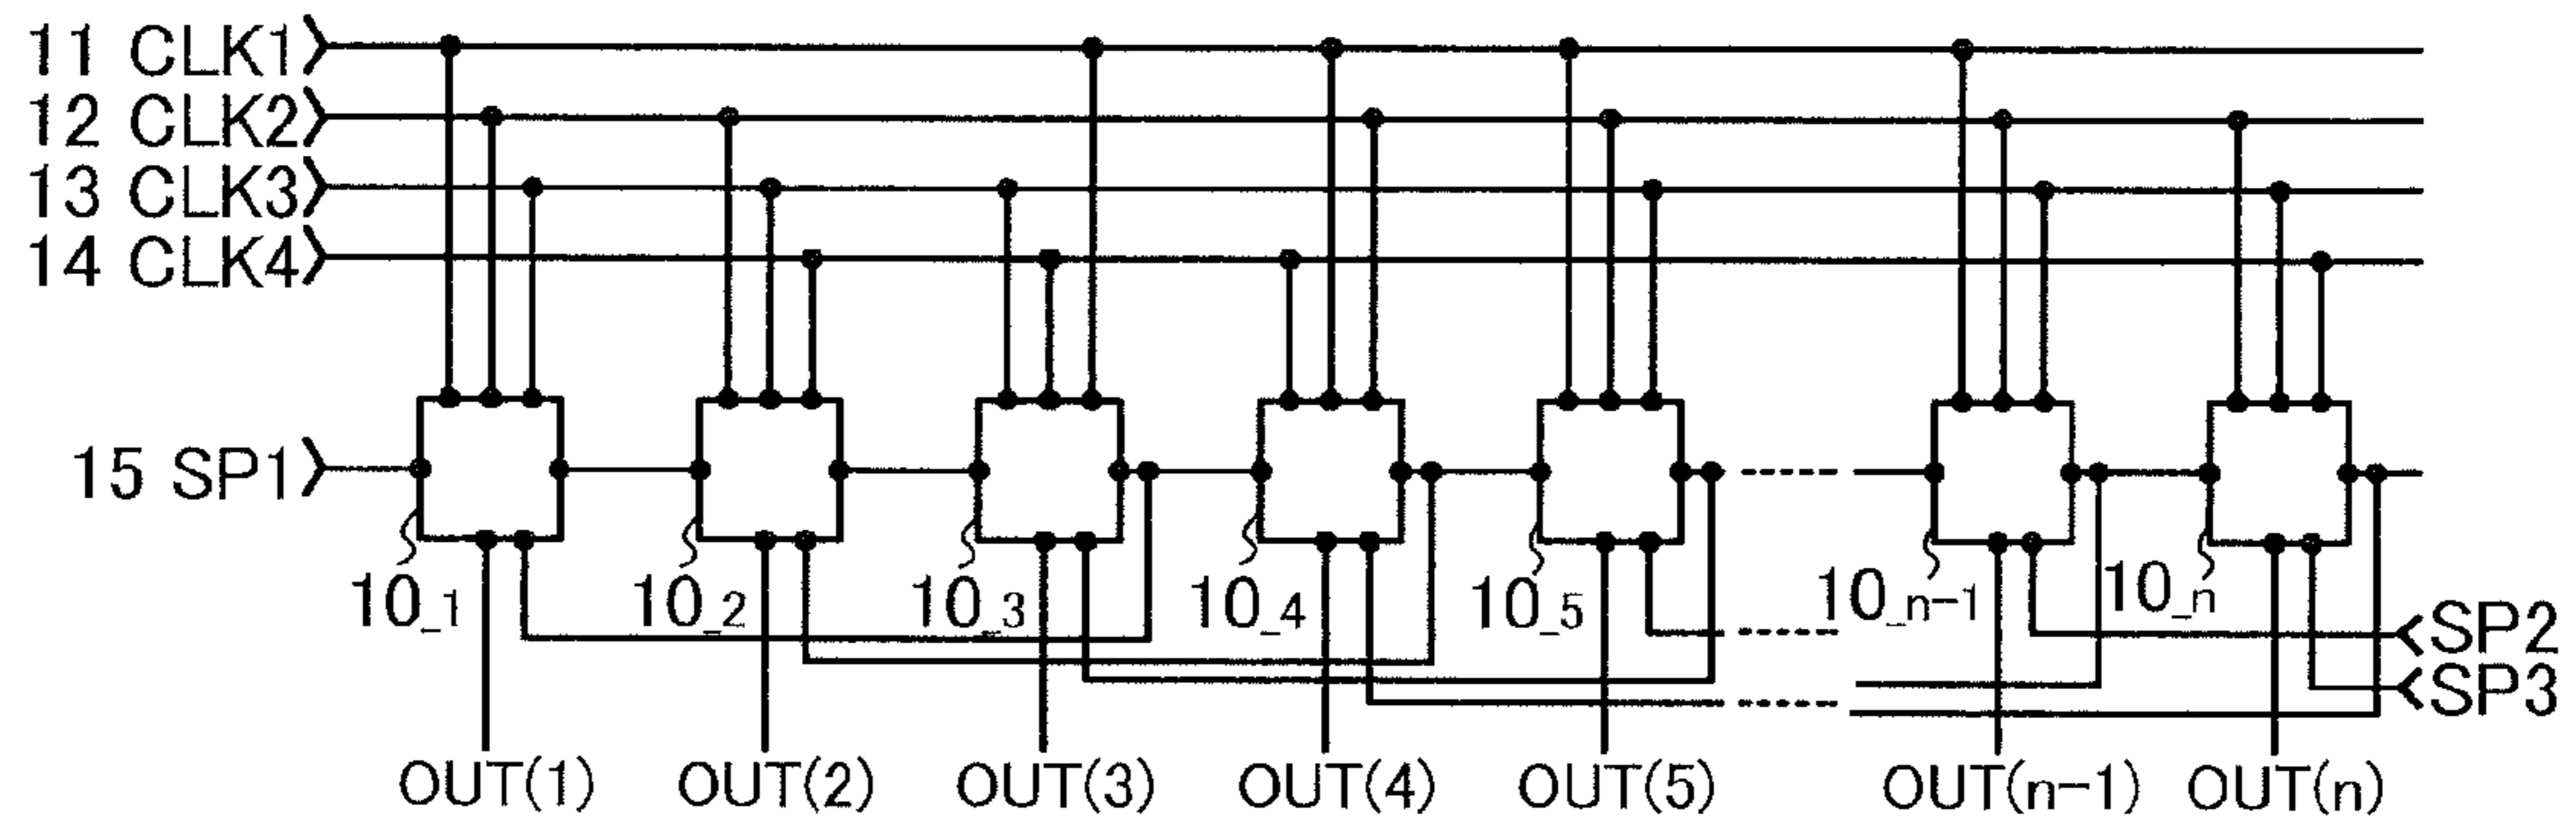 11 CLK1
12 CLK2
13 CLK3
14 CLK4
15 SP1
10_1
10_2
10_3
10_4
10_5
10_n-1
10_n
SP2
SP3
OUT(1)
OUT(2)
OUT(3)
OUT(4)
OUT(5)
OUT(n-1)
OUT(n)